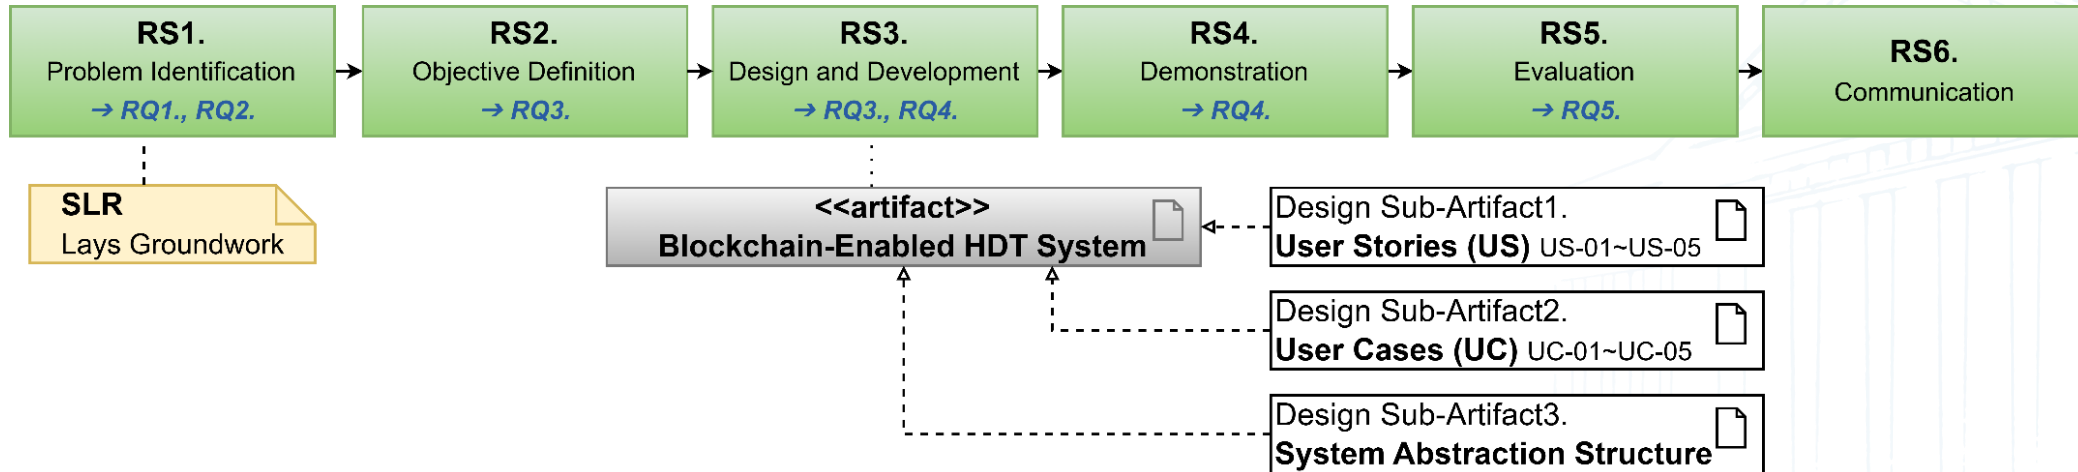 RS1.
Problem Identification
→ RQ1., RQ2.
RS2.
Objective Definition
→ RQ3.
RS3.
Design and Development
→ RQ3., RQ4.
RS4.
Demonstration
→ RQ4.
RS5.
Evaluation
→ RQ5.
RS6.
Communication
SLR
Lays Groundwork
<<artifact>>
Blockchain-Enabled HDT System
Design Sub-Artifact1.
User Stories (US) US-01~US-05
Design Sub-Artifact2.
User Cases (UC) UC-01~UC-05
Design Sub-Artifact3.
System Abstraction Structure